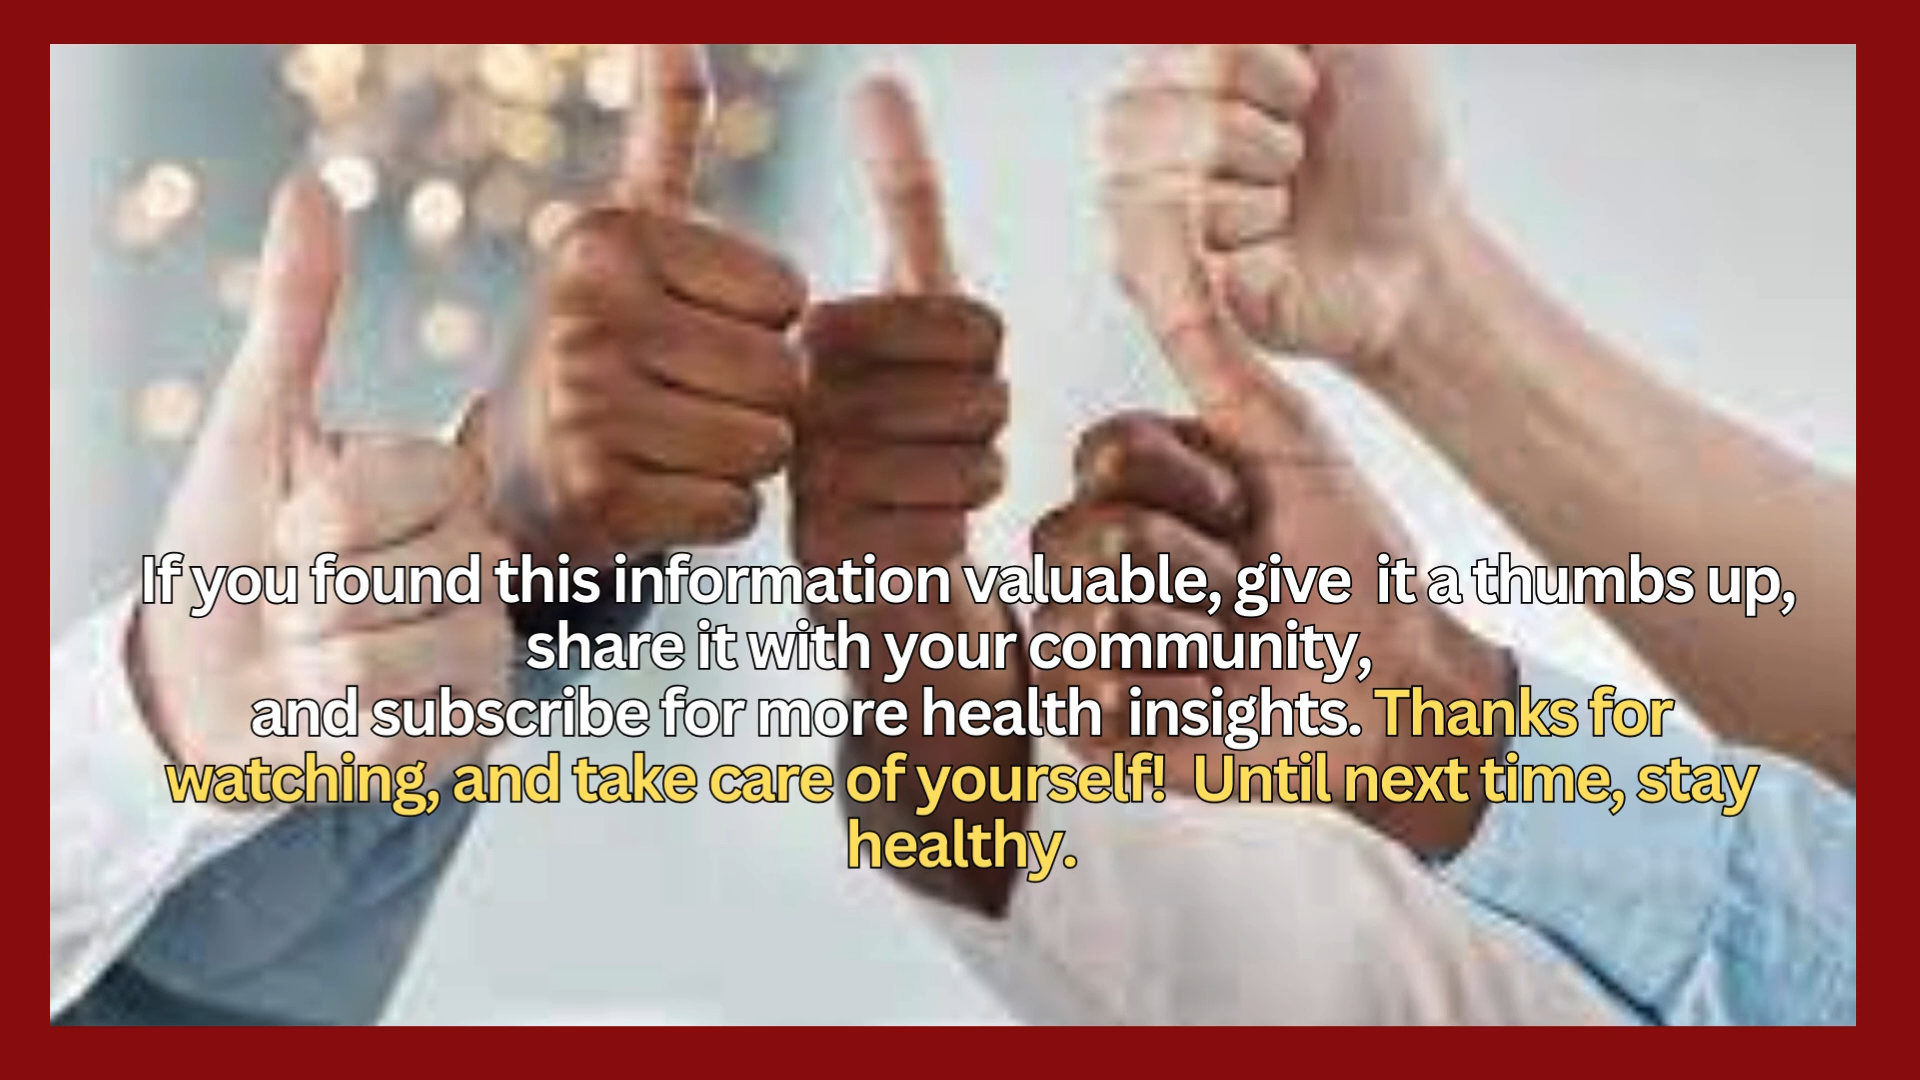 If you found this information valuable, give  it a thumbs up,
share it with your community,
and subscribe for more health  insights. Thanks for
watching, and take care of yourself!  Until next time, stay
healthy.